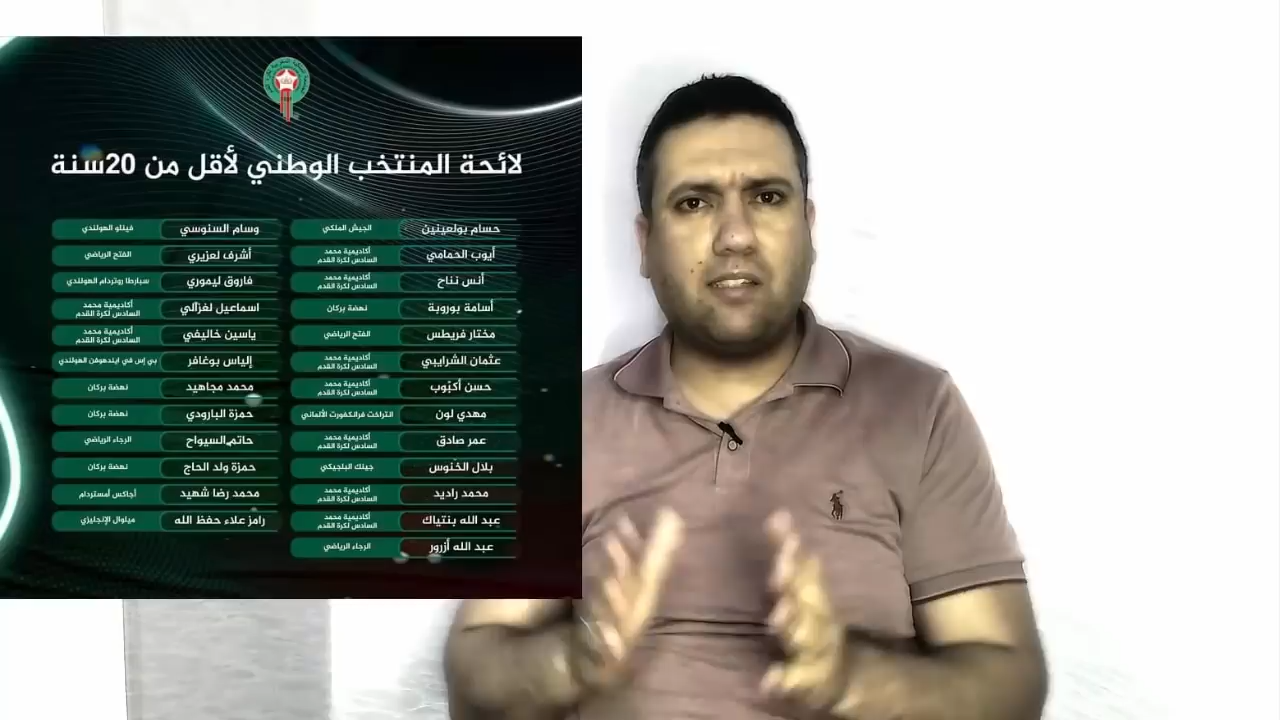 لائحة المنتخب الوطني لأقل من 20سنة
حسام بولعينين الجيش الملكي
أيوب الحمامي أكاديمية محمد السادس لكرة القدم
أنس نناح أكاديمية محمد السادس لكرة القدم
أسامة بوروبة نهضة بركان
مختار فريطس الفتح الرياضي
عثمان الشرايبي أكاديمية محمد السادس لكرة القدم
حسن أكبوب أكاديمية محمد السادس لكرة القدم
مهدي لون انتراخت فرانكفورت الألماني
عمر صادق أكاديمية محمد السادس لكرة القدم
بلال الخنوس جينك البلجيكي
محمد راديد أكاديمية محمد السادس لكرة القدم
عبد الله بنتياك أكاديمية محمد السادس لكرة القدم
عبد الله أزرور الرجاء الرياضي
وسام السنوسي فينلو الهولندي
أشرف لعزيري الفتح الرياضي
فاروق ليموري سبارطا روتردام الهولندي
اسماعيل لغزالي أكاديمية محمد السادس لكرة القدم
ياسين خاليفي أكاديمية محمد السادس لكرة القدم
إلياس بوغافر بي إس في ايندهوفن الهولندي
محمد مجاهيد نهضة بركان
حمزة البارودي نهضة بركان
حاتم السيواح الرجاء الرياضي
حمزة ولد الحاج نهضة بركان
محمد رضا شهيد أجاكس أمستردام
رامز علاء حفظ الله ميلوال الإنجليزي